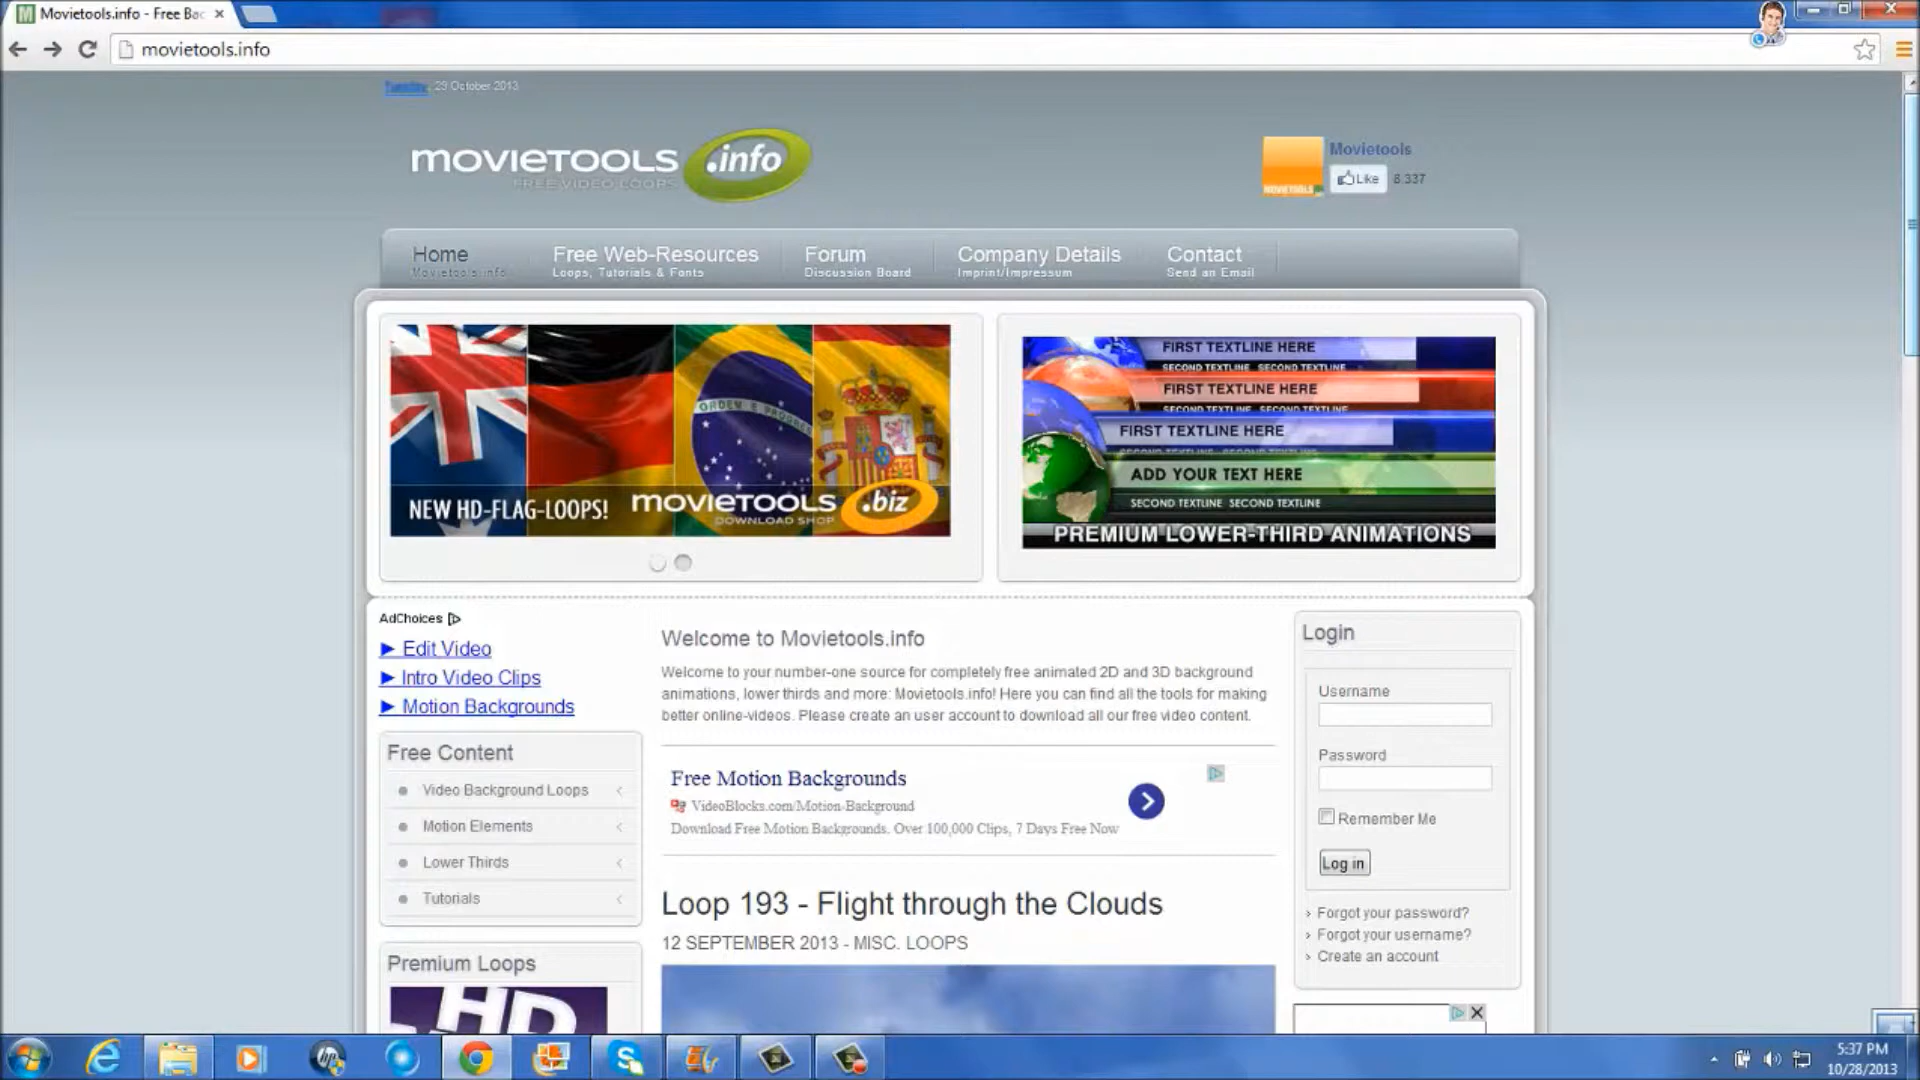 Movietools.info - Free Bac
movietools.info
Tuesday, 29 October 2013
MOVIETOOLS .info
FREE VIDEO LOOPS
Movietools
MOVIETOOLS
Like 8.337
Home
Movietools.info
Free Web-Resources
Loops, Tutorials & Fonts
Forum
Discussion Board
Company Details
Imprint/Impressum
Contact
Send an Email
ORDEM E PROGRE
NEW HD-FLAG-LOOPS!
MOVIETOOLS .biz
DOWNLOAD SHOP
FIRST TEXTLINE HERE
SECOND TEXTLINE SECOND TEXTLINE
FIRST TEXTLINE HERE
SECOND TEXTLINE SECOND TEXTLINE
FIRST TEXTLINE HERE
ADD YOUR TEXT HERE
SECOND TEXTLINE SECOND TEXTLINE
PREMIUM LOWER-THIRD ANIMATIONS
AdChoices
► Edit Video
► Intro Video Clips
► Motion Backgrounds
Free Content
Video Background Loops
Motion Elements
Lower Thirds
Tutorials
Premium Loops
HD
Welcome to Movietools.info
Welcome to your number-one source for completely free animated 2D and 3D background
animations, lower thirds and more: Movietools.info! Here you can find all the tools for making
better online-videos. Please create an user account to download all our free video content.
Free Motion Backgrounds
VideoBlocks.com/Motion-Background
Download Free Motion Backgrounds. Over 100,000 Clips, 7 Days Free Now
Loop 193 - Flight through the Clouds
12 SEPTEMBER 2013 - MISC. LOOPS
Login
Username
Password
Remember Me
Log in
Forgot your password?
Forgot your username?
Create an account
5:37 PM
10/28/2013